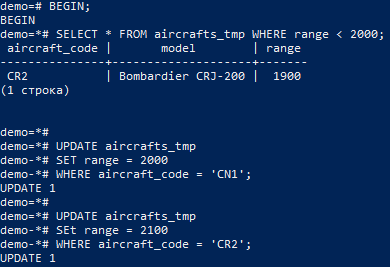 demo=# BEGIN;
BEGIN
demo=*# SELECT * FROM aircrafts_tmp WHERE range < 2000;
 aircraft_code |       model        | range
---------------+--------------------+-------
 CR2           | Bombardier CRJ-200 |  1900
(1 строка)
demo=*#
demo=*# UPDATE aircrafts_tmp
demo-*# SET range = 2000
demo-*# WHERE aircraft_code = 'CN1';
UPDATE 1
demo=*#
demo=*# UPDATE aircrafts_tmp
demo-*# SET range = 2100
demo-*# WHERE aircraft_code = 'CR2';
UPDATE 1